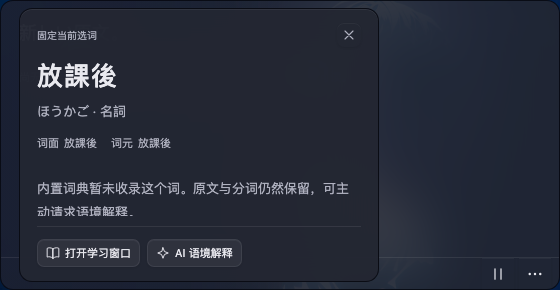 固定当前选词
放課後
ほうかご · 名詞
词面 放課後 词元 放課後
内置词典暂未收录这个词。原文与分词仍然保留，可主
动请求语境解释。
打开学习窗口 AI 语境解释